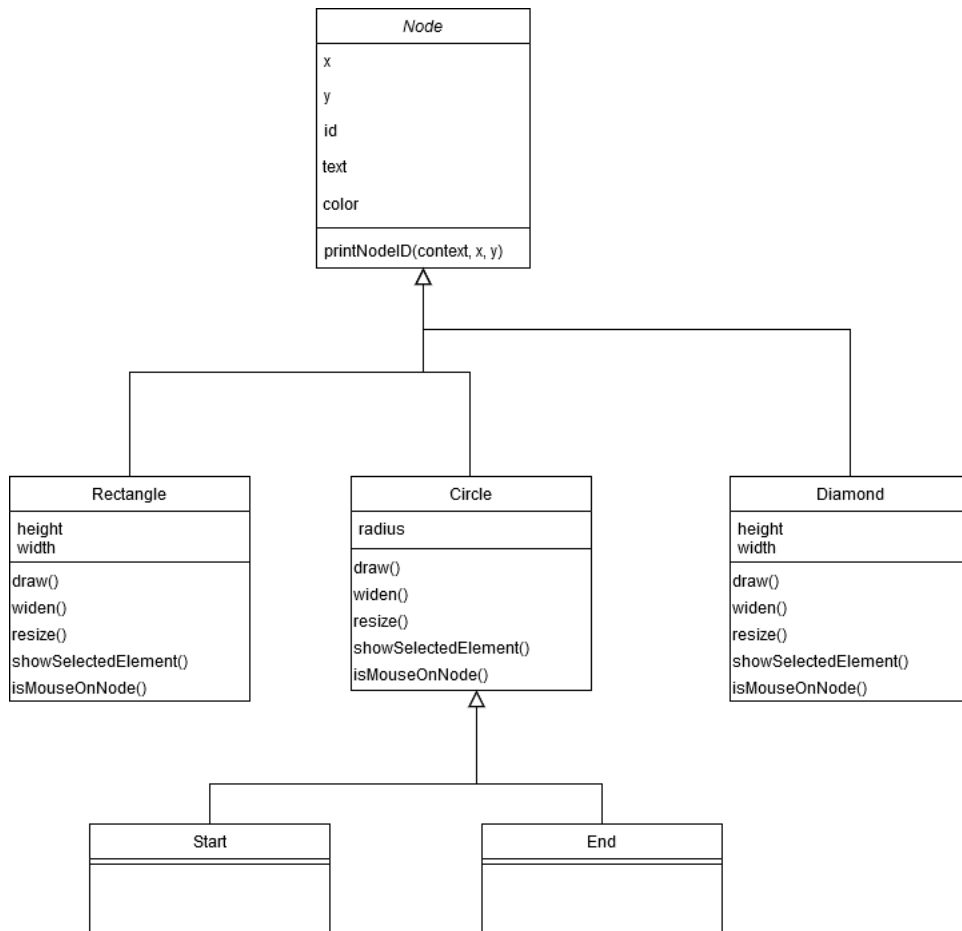 Node
x
y
id
text
color
printNodeID(context, x, y)
Rectangle
height
width
draw()
widen()
resize()
showSelectedElement()
isMouseOnNode()
Circle
radius
draw()
widen()
resize()
showSelectedElement()
isMouseOnNode()
Diamond
height
width
draw()
widen()
resize()
showSelectedElement()
isMouseOnNode()
Start
End